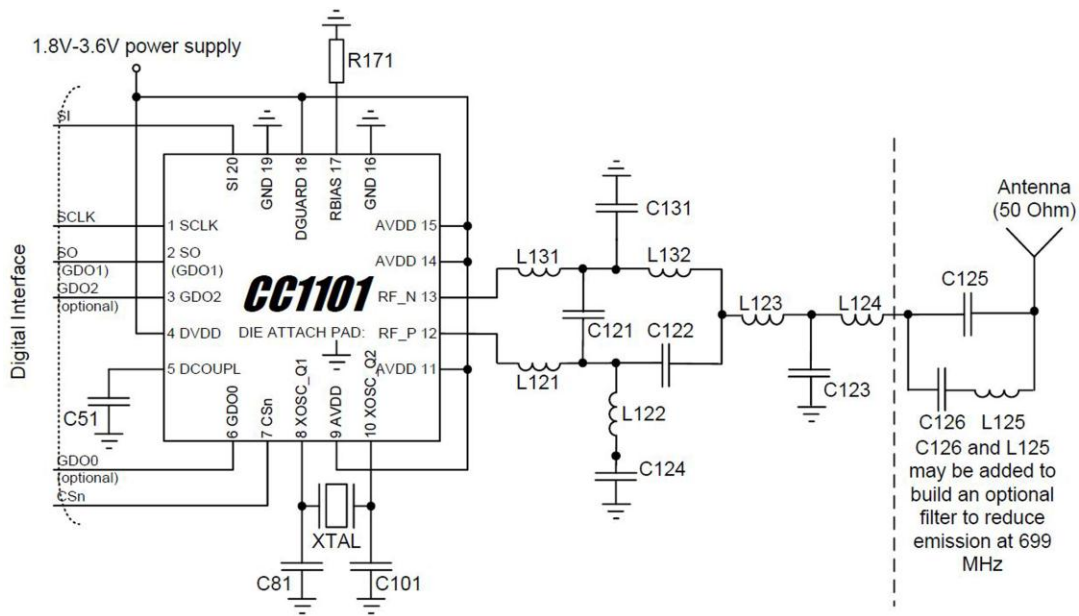 1.8V-3.6V power supply
R171
SI
SI 20
GND 19
DGUARD 18
RBIAS 17
GND 16
Antenna
(50 Ohm)
C131
SCLK
1 SCLK
AVDD 15
SO
(GDO1)
2 SO
(GDO1)
AVDD 14
L131
L132
C125
GDO2
(optional)
3 GDO2
CC1101
RF_N 13
L123
L124
Digital Interface
4 DVDD
DIE ATTACH PAD:
RF_P 12
C121
C122
5 DCOUPL
AVDD 11
L121
C123
C51
6 GDO0
7 CSn
8 XOSC_Q1
9 AVDD
10 XOSC_Q2
L122
C126
L125
GDO0
(optional)
C124
CSn
XTAL
C81
C101
C126 and L125
may be added to
build an optional
filter to reduce
emission at 699
MHz